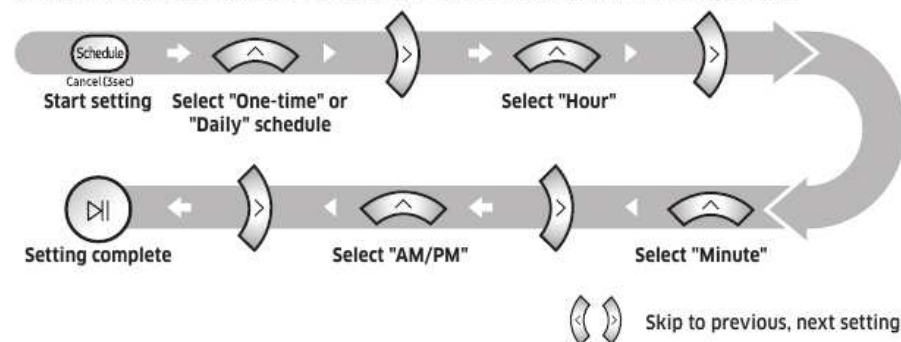 Schedule
Cancel(3sec)
Start setting
Select "One-time" or
"Daily" schedule
Select "Hour"
Setting complete
Select "AM/PM"
Select "Minute"
Skip to previous, next setting